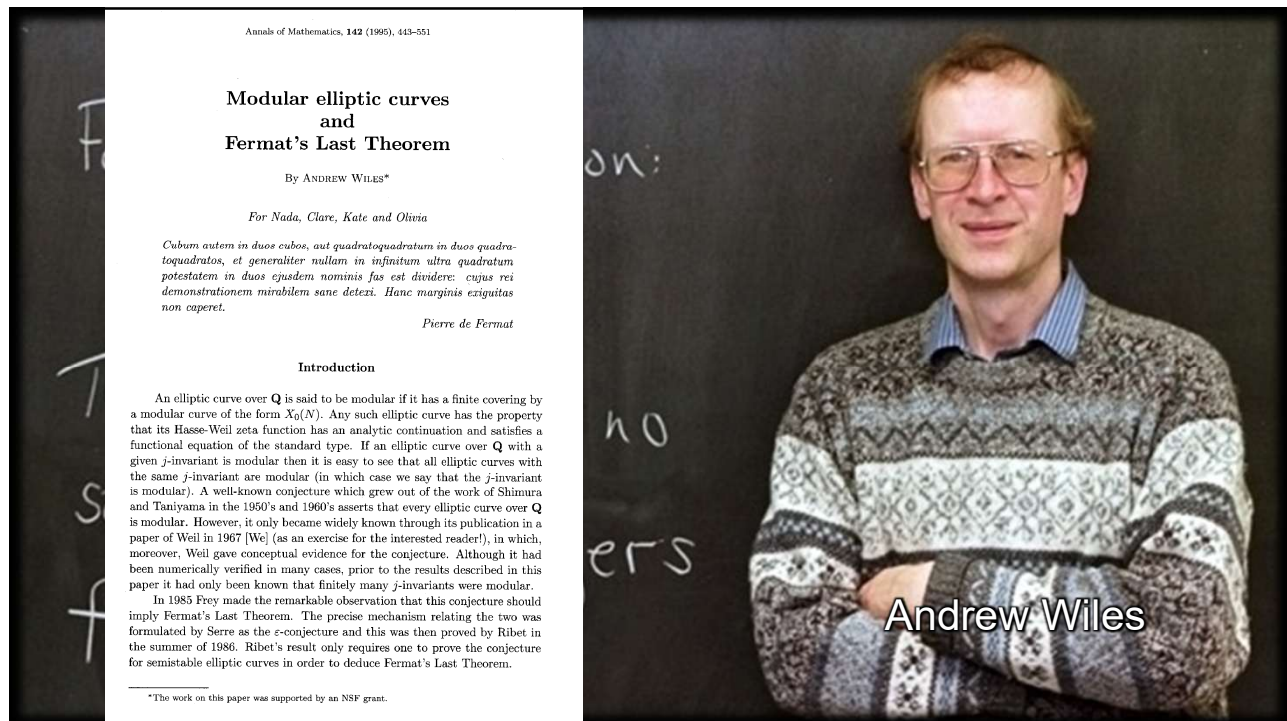 Annals of Mathematics, 142 (1995), 443–551
Modular elliptic curves
and
Fermat's Last Theorem
By ANDREW WILES*
For Nada, Clare, Kate and Olivia
Cubum autem in duos cubos, aut quadratoquadratum in duos quadra-
toquadratos, et generaliter nullam in infinitum ultra quadratum
potestatem in duos ejusdem nominis fas est dividere: cujus rei
demonstrationem mirabilem sane detexi. Hanc marginis exiguitas
non caperet.
Pierre de Fermat
Introduction
An elliptic curve over Q is said to be modular if it has a finite covering by
a modular curve of the form X₀(N). Any such elliptic curve has the property
that its Hasse-Weil zeta function has an analytic continuation and satisfies a
functional equation of the standard type. If an elliptic curve over Q with a
given j-invariant is modular then it is easy to see that all elliptic curves with
the same j-invariant are modular (in which case we say that the j-invariant
is modular). A well-known conjecture which grew out of the work of Shimura
and Taniyama in the 1950's and 1960's asserts that every elliptic curve over Q
is modular. However, it only became widely known through its publication in a
paper of Weil in 1967 [We] (as an exercise for the interested reader!), in which,
moreover, Weil gave conceptual evidence for the conjecture. Although it had
been numerically verified in many cases, prior to the results described in this
paper it had only been known that finitely many j-invariants were modular.
In 1985 Frey made the remarkable observation that this conjecture should
imply Fermat's Last Theorem. The precise mechanism relating the two was
formulated by Serre as the ε-conjecture and this was then proved by Ribet in
the summer of 1986. Ribet's result only requires one to prove the conjecture
for semistable elliptic curves in order to deduce Fermat's Last Theorem.
*The work on this paper was supported by an NSF grant.
on:
no
ers
Andrew Wiles